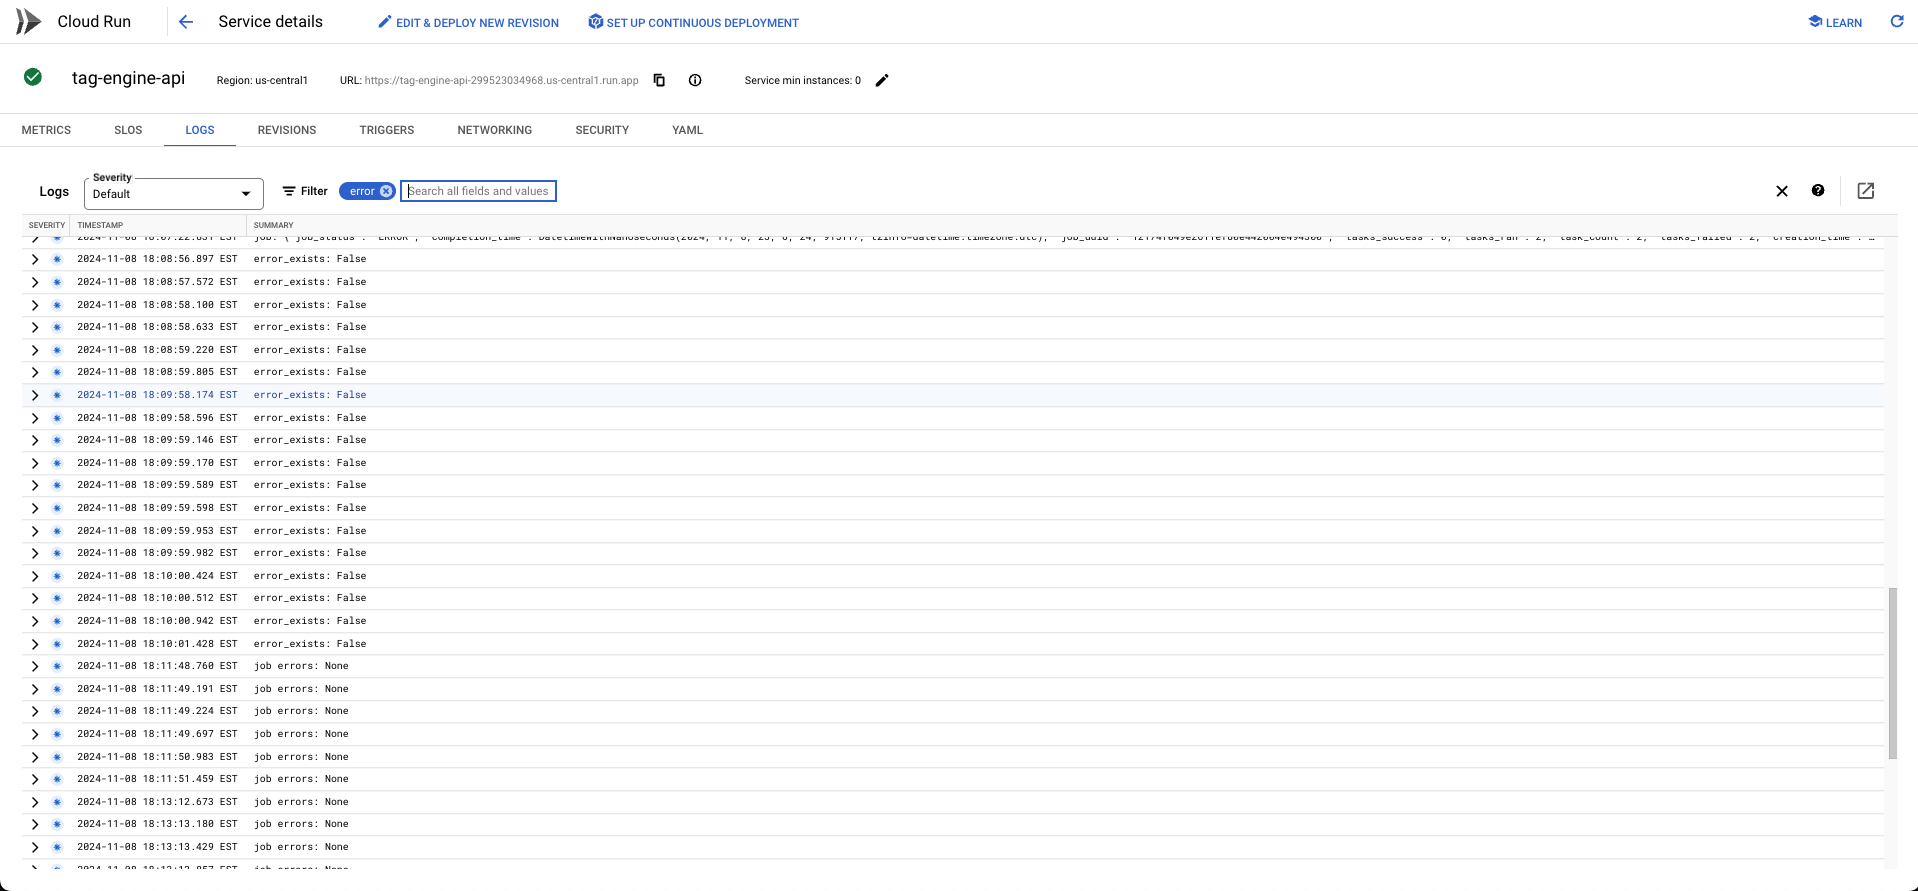 Cloud Run
Service details
EDIT & DEPLOY NEW REVISION
SET UP CONTINUOUS DEPLOYMENT
LEARN
tag-engine-api
Region: us-central1
URL: https://tag-engine-api-299523034968.us-central1.run.app
Service min instances: 0
METRICS
SLOS
LOGS
REVISIONS
TRIGGERS
NETWORKING
SECURITY
YAML
Logs
Severity
Default
Filter
error
Search all fields and values
SEVERITY TIMESTAMP SUMMARY
2024-11-08 18:08:56.897 EST error_exists: False
2024-11-08 18:08:57.572 EST error_exists: False
2024-11-08 18:08:58.100 EST error_exists: False
2024-11-08 18:08:58.633 EST error_exists: False
2024-11-08 18:08:59.220 EST error_exists: False
2024-11-08 18:08:59.805 EST error_exists: False
2024-11-08 18:09:58.174 EST error_exists: False
2024-11-08 18:09:58.596 EST error_exists: False
2024-11-08 18:09:59.146 EST error_exists: False
2024-11-08 18:09:59.170 EST error_exists: False
2024-11-08 18:09:59.589 EST error_exists: False
2024-11-08 18:09:59.598 EST error_exists: False
2024-11-08 18:09:59.953 EST error_exists: False
2024-11-08 18:09:59.982 EST error_exists: False
2024-11-08 18:10:00.424 EST error_exists: False
2024-11-08 18:10:00.512 EST error_exists: False
2024-11-08 18:10:00.942 EST error_exists: False
2024-11-08 18:10:01.428 EST error_exists: False
2024-11-08 18:11:48.760 EST job errors: None
2024-11-08 18:11:49.191 EST job errors: None
2024-11-08 18:11:49.224 EST job errors: None
2024-11-08 18:11:49.697 EST job errors: None
2024-11-08 18:11:50.983 EST job errors: None
2024-11-08 18:11:51.459 EST job errors: None
2024-11-08 18:13:12.673 EST job errors: None
2024-11-08 18:13:13.180 EST job errors: None
2024-11-08 18:13:13.429 EST job errors: None